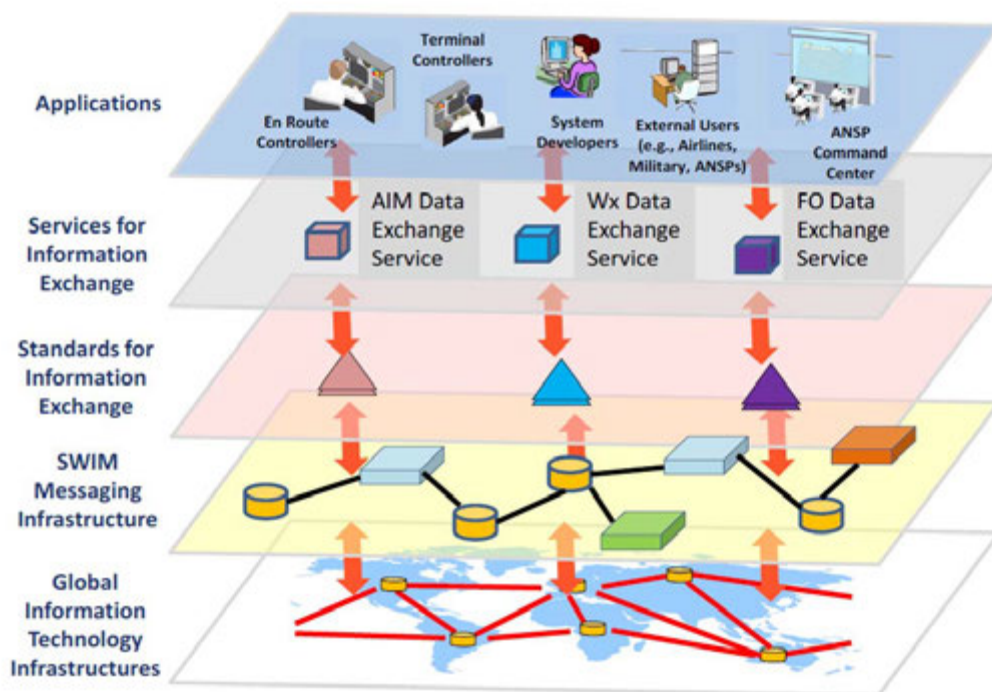 Applications
En Route
Controllers
Terminal
Controllers
System
Developers
External Users
(e.g., Airlines,
Military, ANSPs)
ANSP
Command
Center
Services for
Information
Exchange
AIM Data
Exchange
Service
Wx Data
Exchange
Service
FO Data
Exchange
Service
Standards for
Information
Exchange
SWIM
Messaging
Infrastructure
Global
Information
Technology
Infrastructures